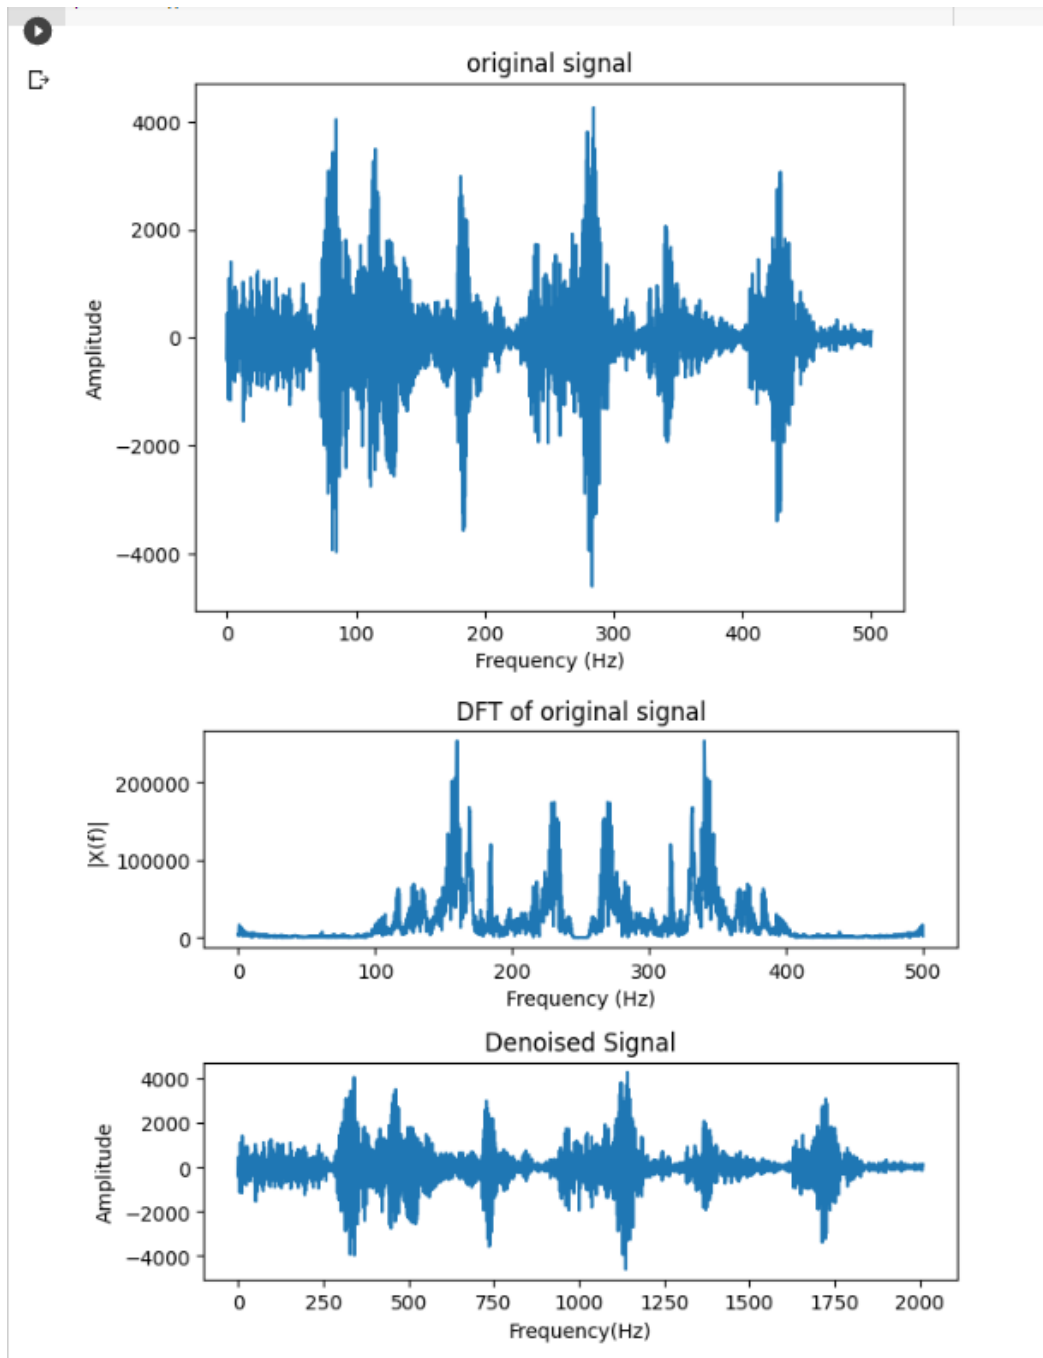 original signal
4000
2000
0
−2000
−4000
Amplitude
0 100 200 300 400 500
Frequency (Hz)
DFT of original signal
200000
100000
0
|X(f)|
0 100 200 300 400 500
Frequency (Hz)
Denoised Signal
4000
2000
0
−2000
−4000
Amplitude
0 250 500 750 1000 1250 1500 1750 2000
Frequency(Hz)